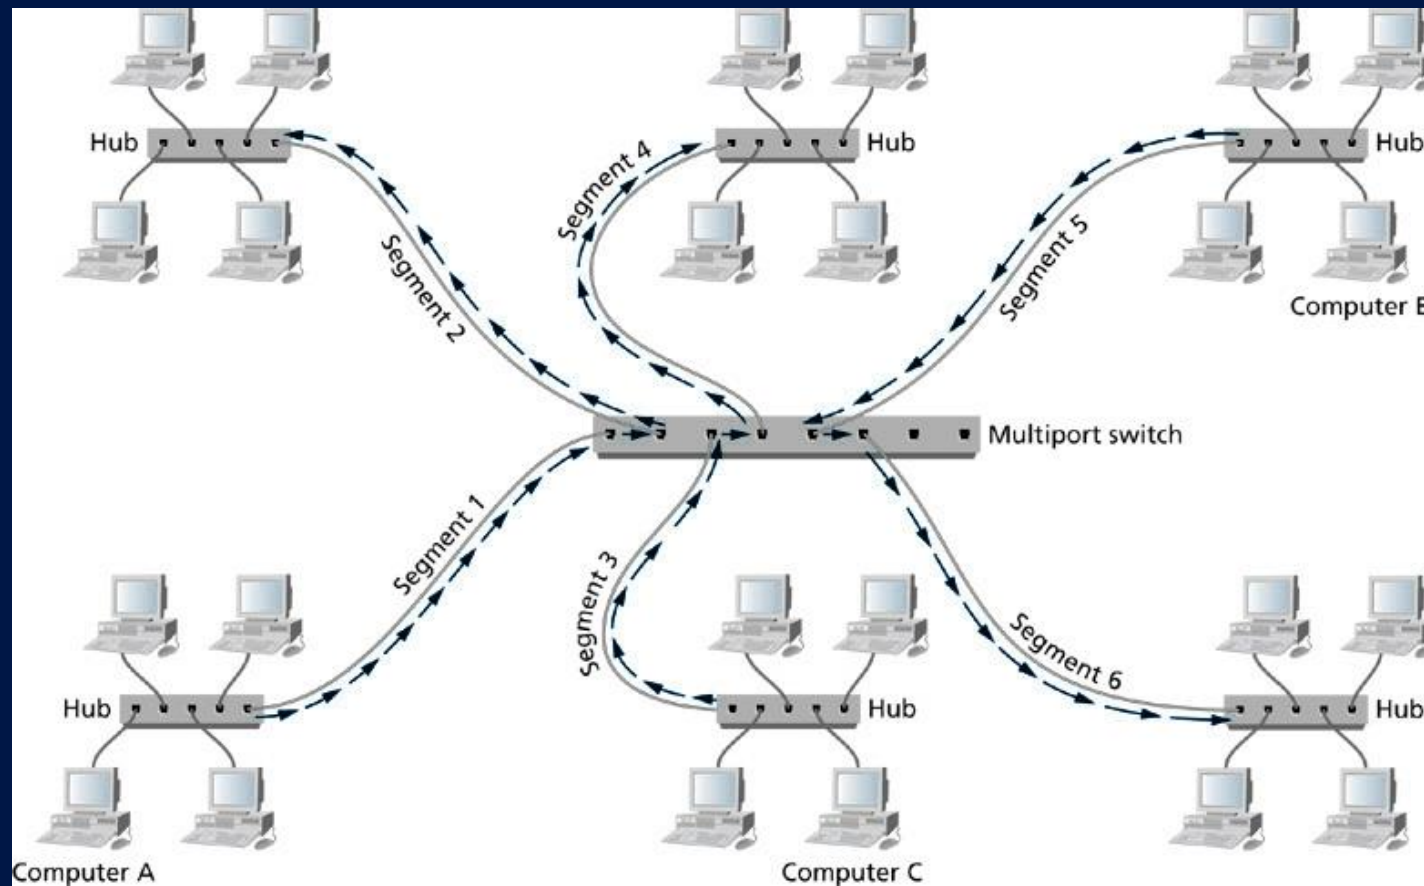 Hub
Hub
Hub
Segment 4
Segment 2
Segment 5
Computer B
Multiport switch
Segment 1
Segment 3
Segment 6
Hub
Hub
Hub
Computer A
Computer C